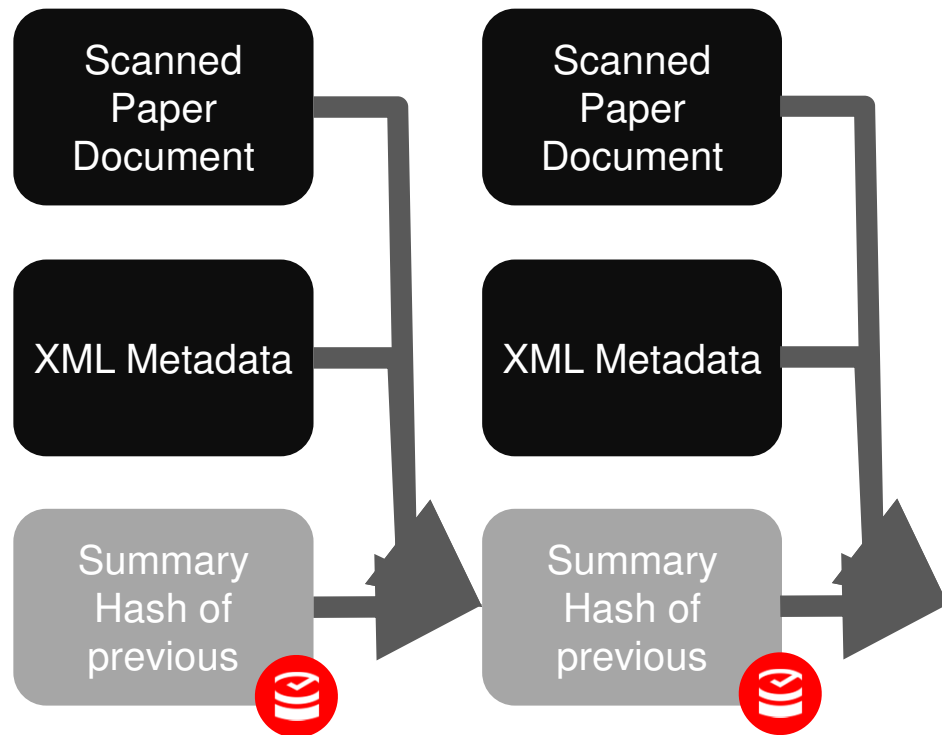 Scanned
Paper
Document
XML Metadata
Summary
Hash of
previous
Scanned
Paper
Document
XML Metadata
Summary
Hash of
previous